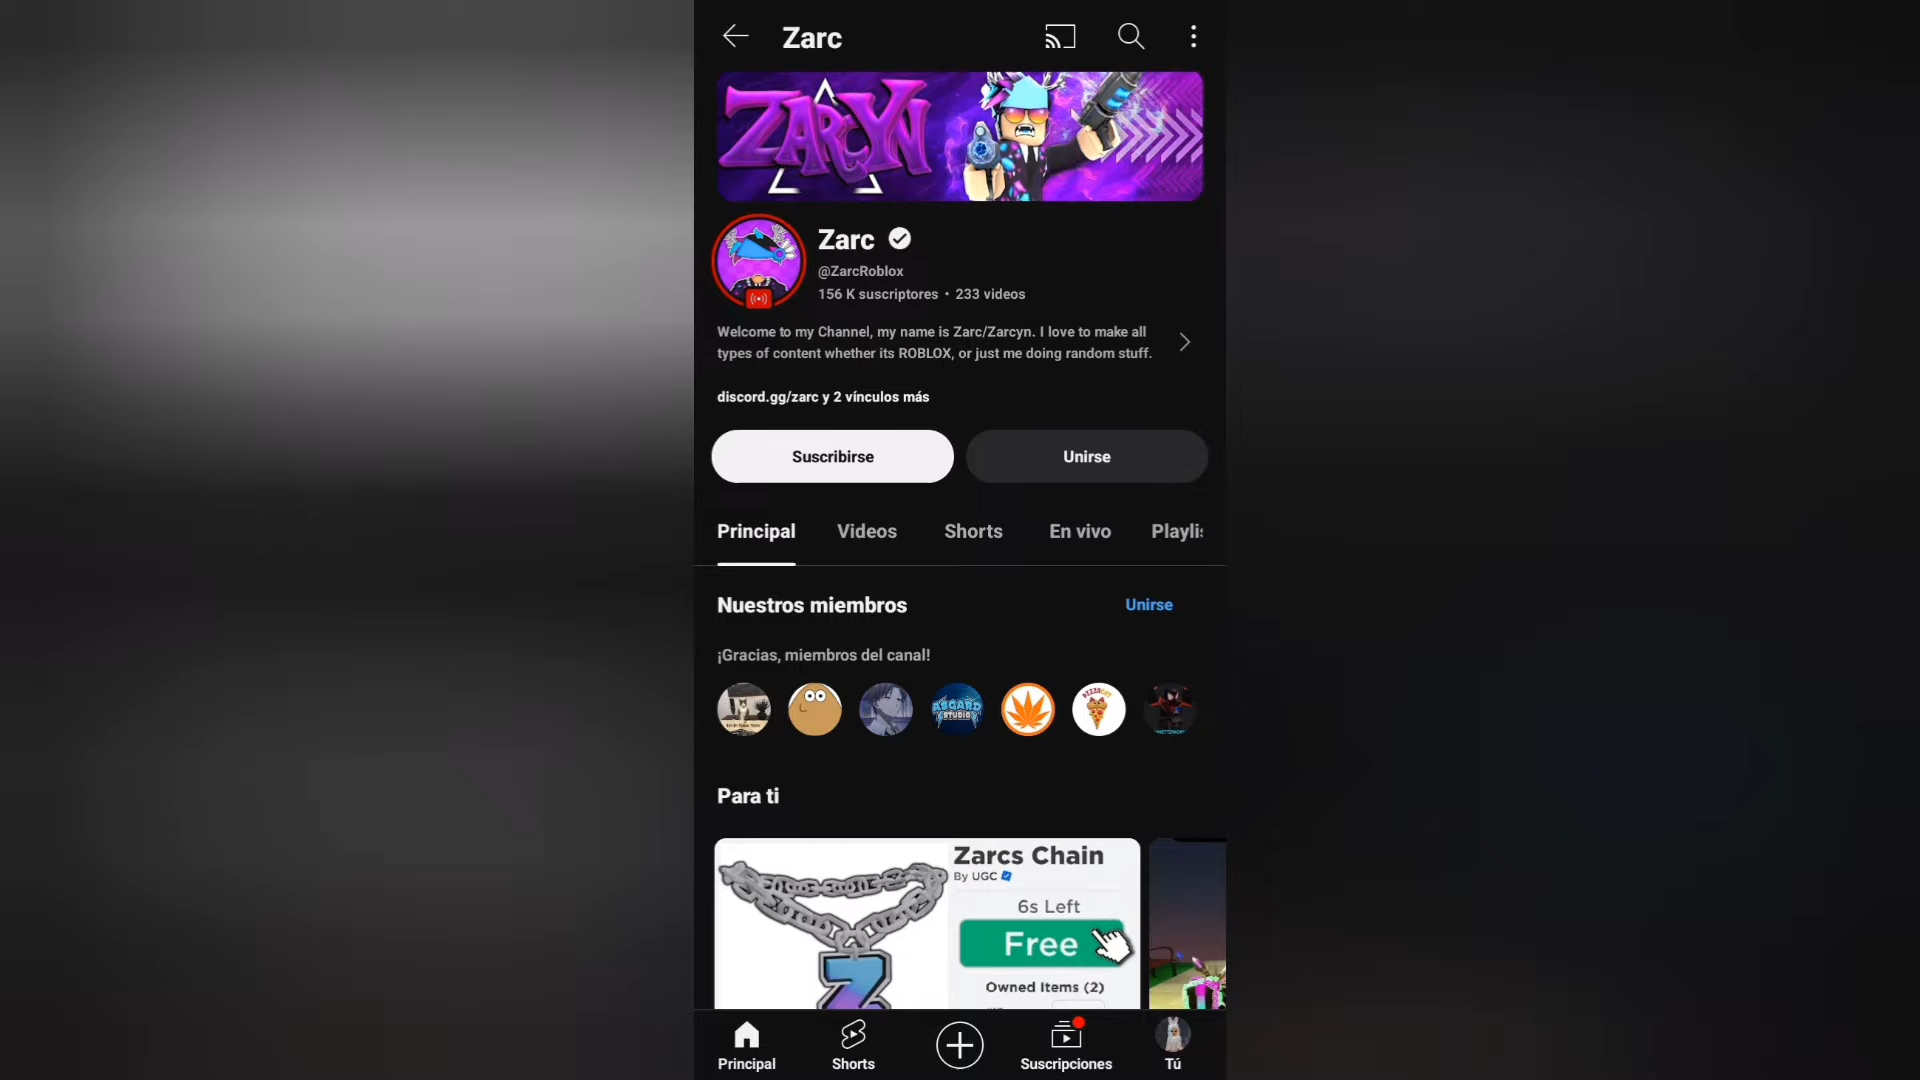 Zarc
ZARCYN
Zarc
@ZarcRoblox
156 K suscriptores • 233 videos
Welcome to my Channel, my name is Zarc/Zarcyn. I love to make all
types of content whether its ROBLOX, or just me doing random stuff.
discord.gg/zarc y 2 vínculos más
Suscribirse
Unirse
Principal
Videos
Shorts
En vivo
Playlis
Nuestros miembros
Unirse
¡Gracias, miembros del canal!
ASGARD
STUDIO
PIZZACAT
Para ti
Zarcs Chain
By UGC
6s Left
Free
Owned Items (2)
Z
Principal
Shorts
Suscripciones
Tú